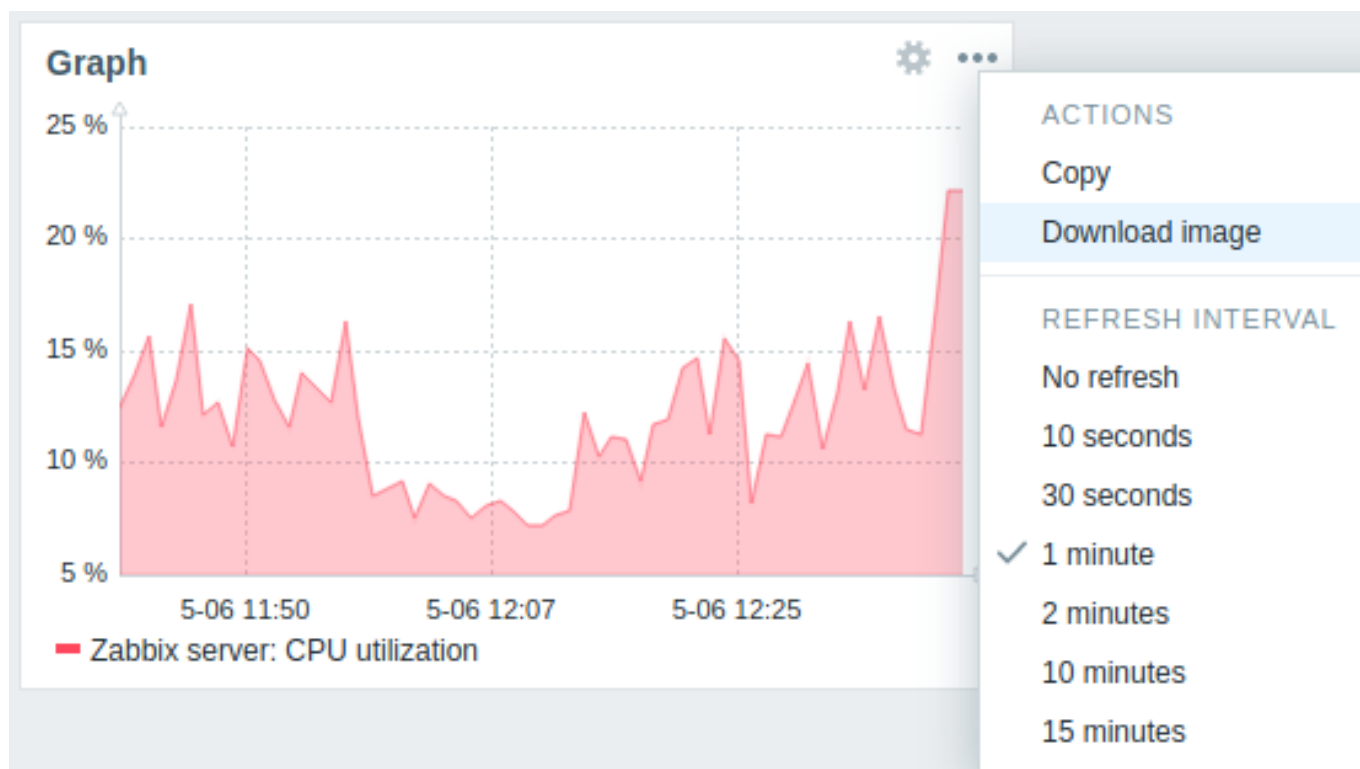 Graph
25 %
20 %
15 %
10 %
5 %
5-06 11:50 5-06 12:07 5-06 12:25
Zabbix server: CPU utilization
ACTIONS
Copy
Download image
REFRESH INTERVAL
No refresh
10 seconds
30 seconds
1 minute
2 minutes
10 minutes
15 minutes